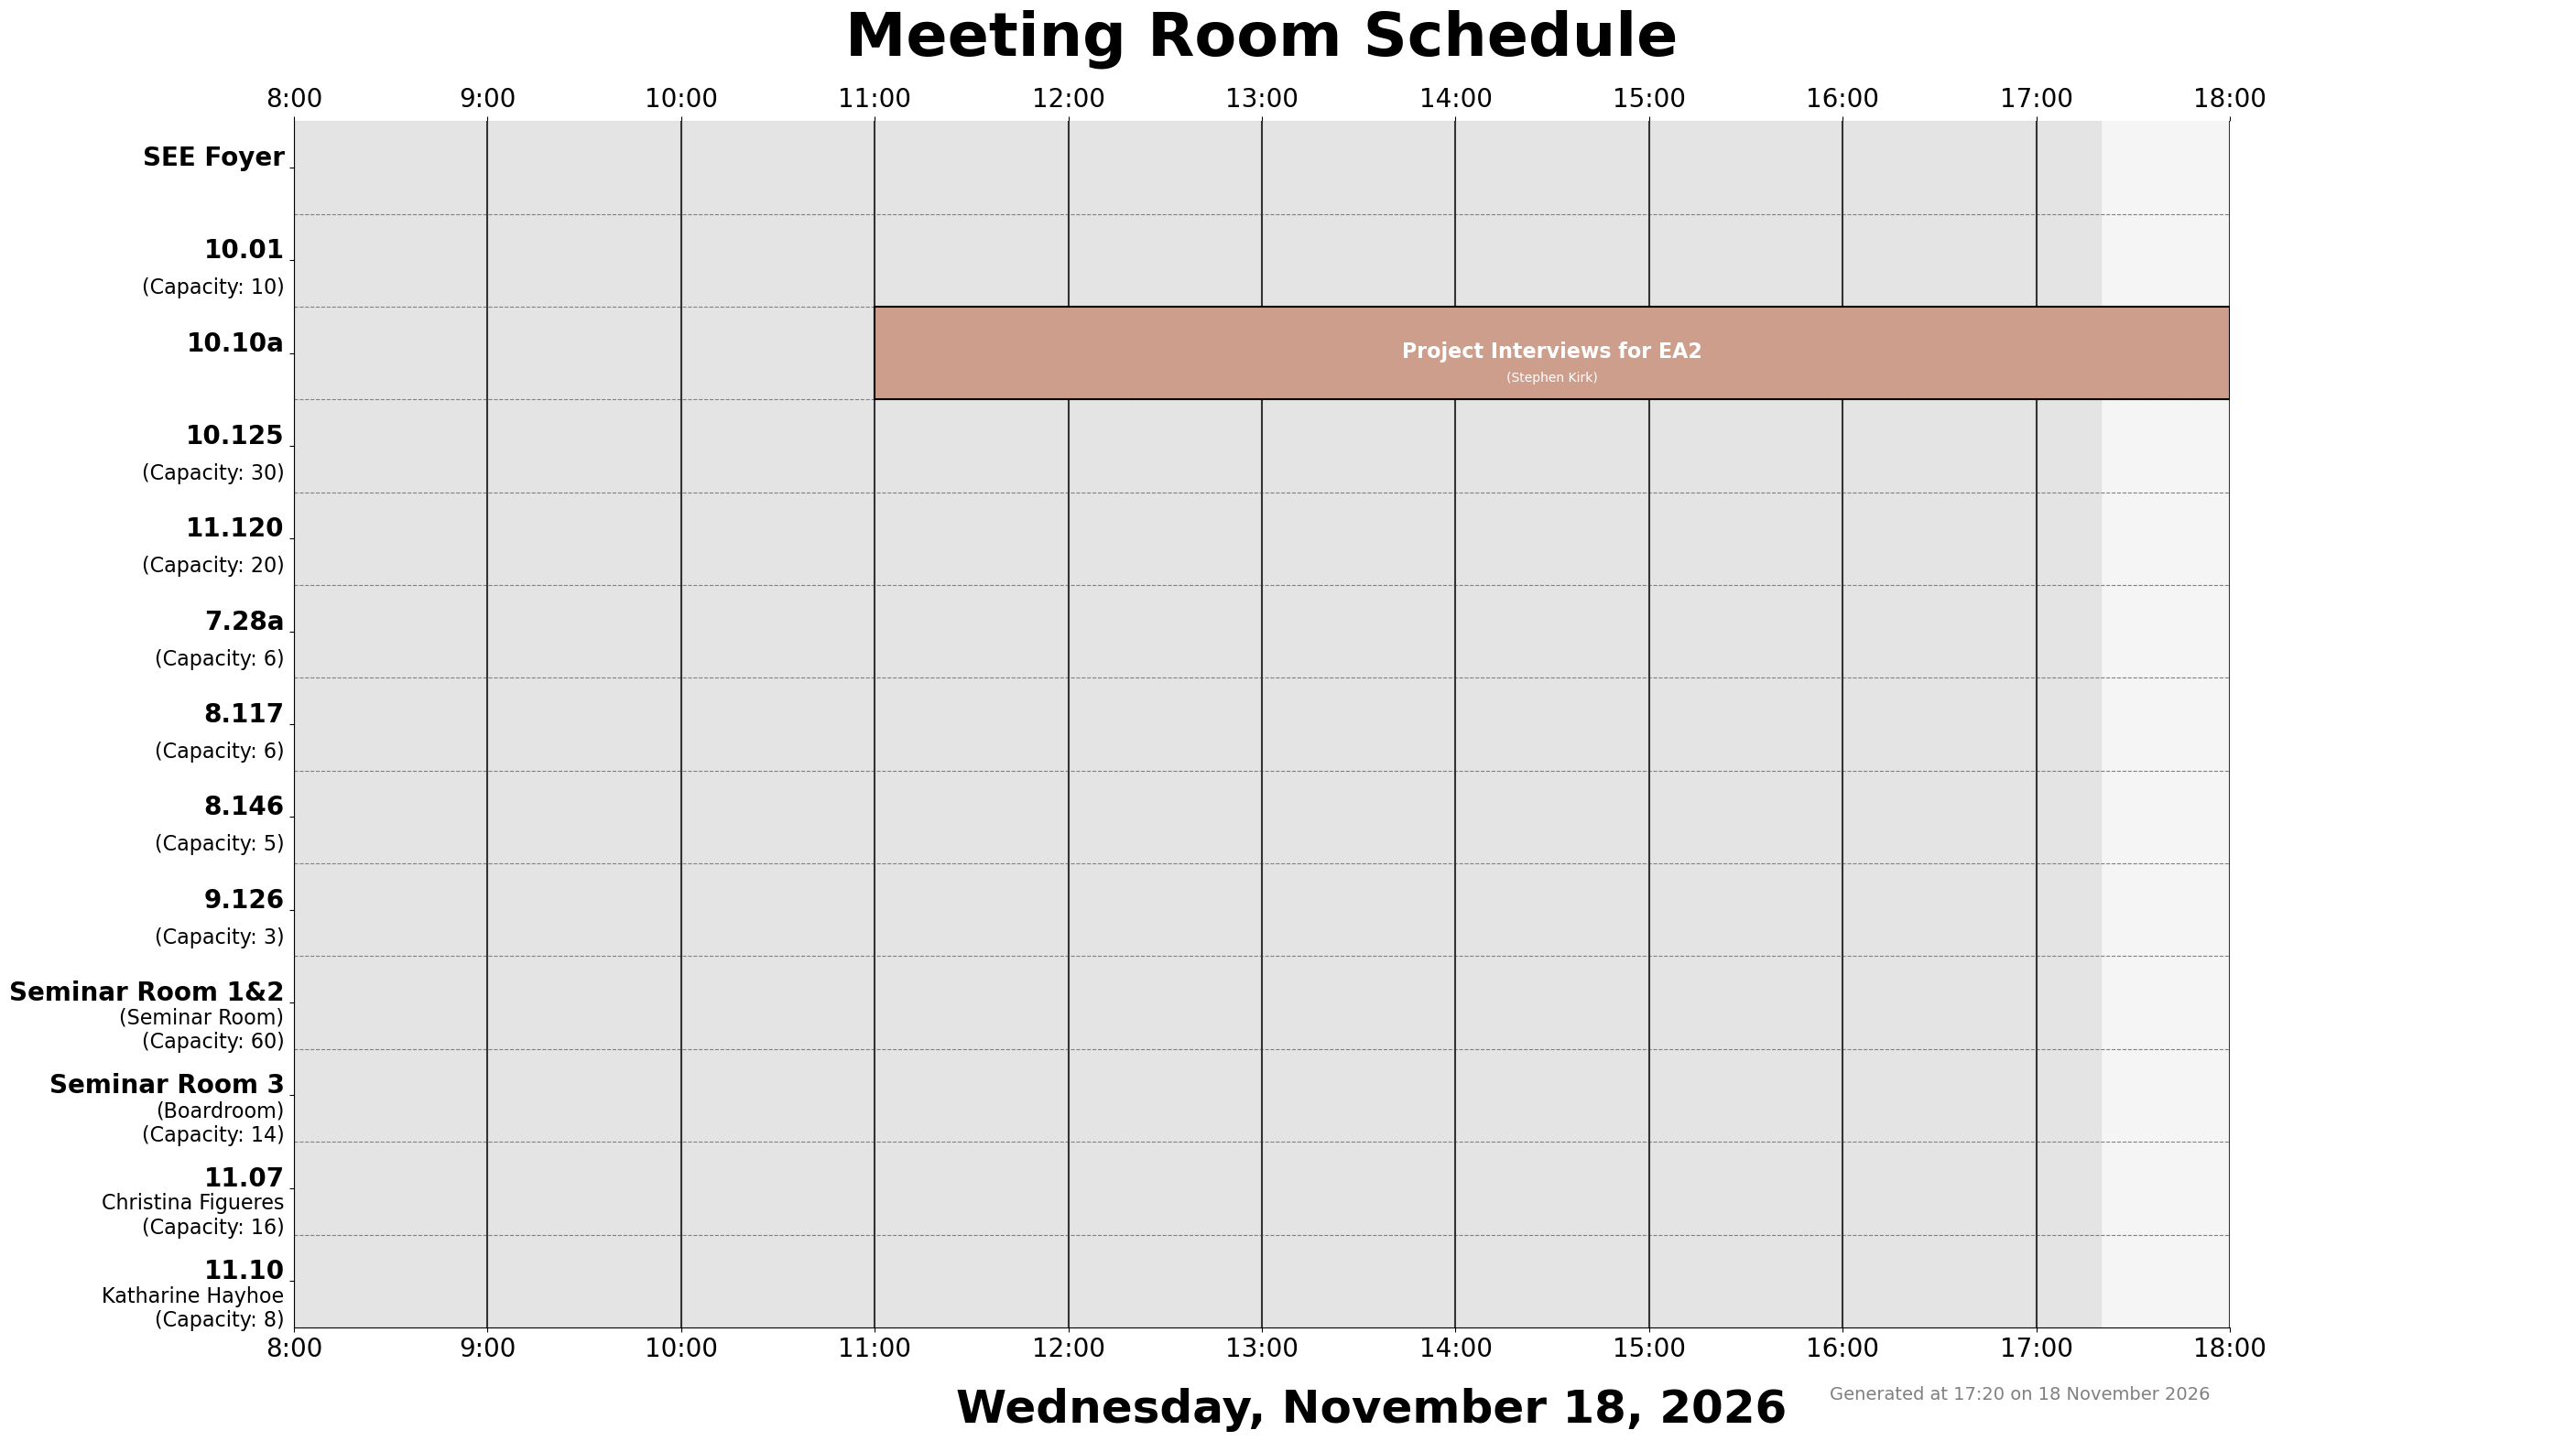 Meeting Room Schedule
8:00 9:00 10:00 11:00 12:00 13:00 14:00 15:00 16:00 17:00 18:00
SEE Foyer
10.01
(Capacity: 10)
10.10a
Project Interviews for EA2
(Stephen Kirk)
10.125
(Capacity: 30)
11.120
(Capacity: 20)
7.28a
(Capacity: 6)
8.117
(Capacity: 6)
8.146
(Capacity: 5)
9.126
(Capacity: 3)
Seminar Room 1&2
(Seminar Room)
(Capacity: 60)
Seminar Room 3
(Boardroom)
(Capacity: 14)
11.07
Christina Figueres
(Capacity: 16)
11.10
Katharine Hayhoe
(Capacity: 8)
8:00 9:00 10:00 11:00 12:00 13:00 14:00 15:00 16:00 17:00 18:00
Wednesday, November 18, 2026
Generated at 17:20 on 18 November 2026